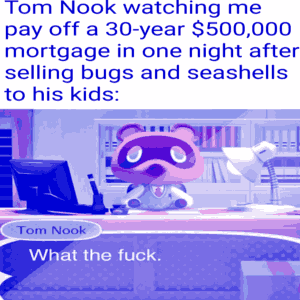 Tom Nook watching me
pay off a 30-year $500,000
mortgage in one night after
selling bugs and seashells
to his kids:
Tom Nook
What the fuck.